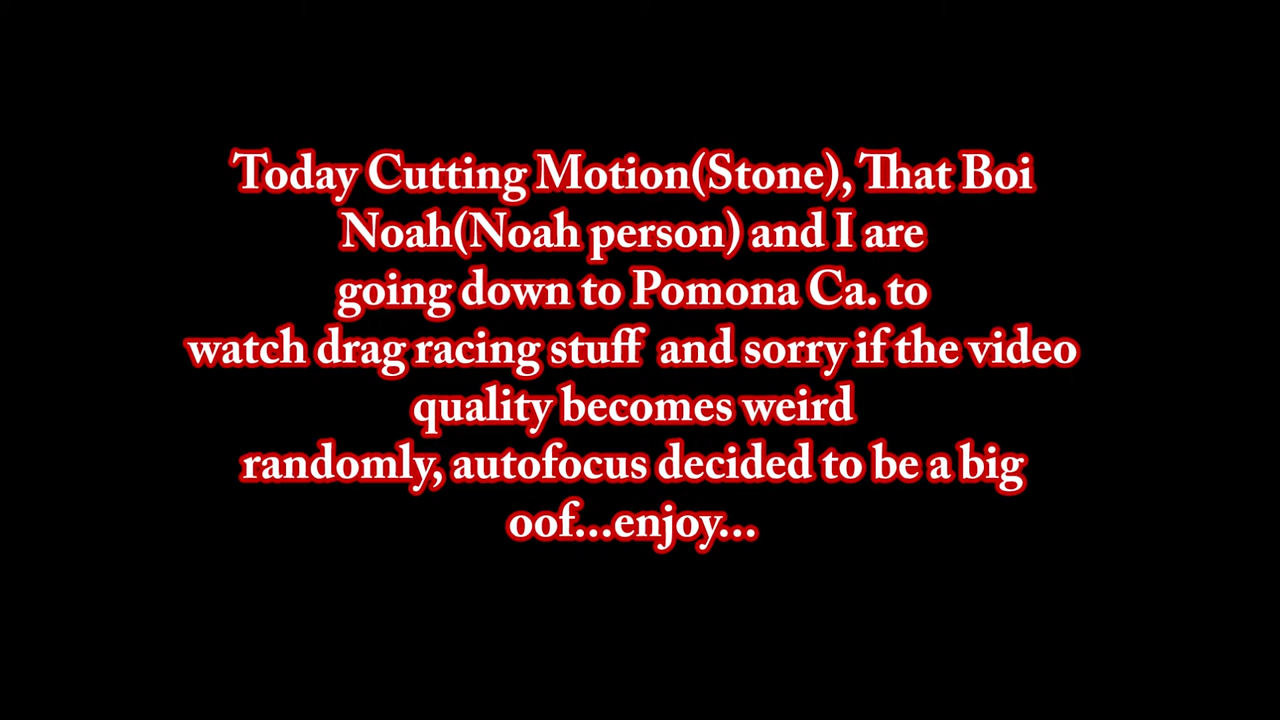 Today Cutting Motion(Stone), That Boi
Noah(Noah person) and I are
going down to Pomona Ca. to
watch drag racing stuff  and sorry if the video
quality becomes weird
randomly, autofocus decided to be a big
oof...enjoy...